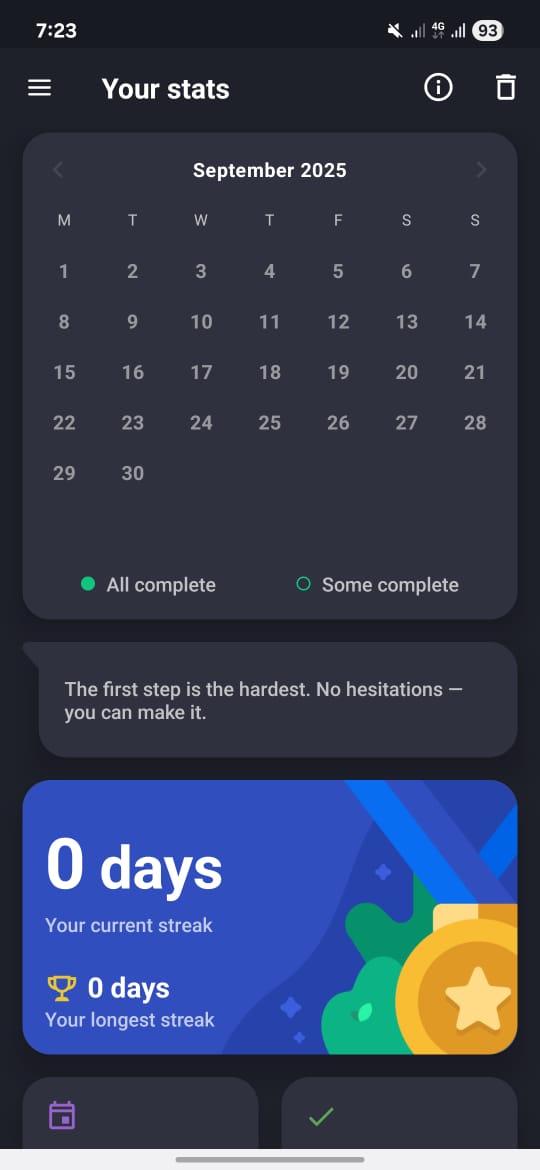 7:23
4G
93
Your stats
September 2025
M T W T F S S
1 2 3 4 5 6 7
8 9 10 11 12 13 14
15 16 17 18 19 20 21
22 23 24 25 26 27 28
29 30
All complete Some complete
The first step is the hardest. No hesitations —
you can make it.
0 days
Your current streak
0 days
Your longest streak